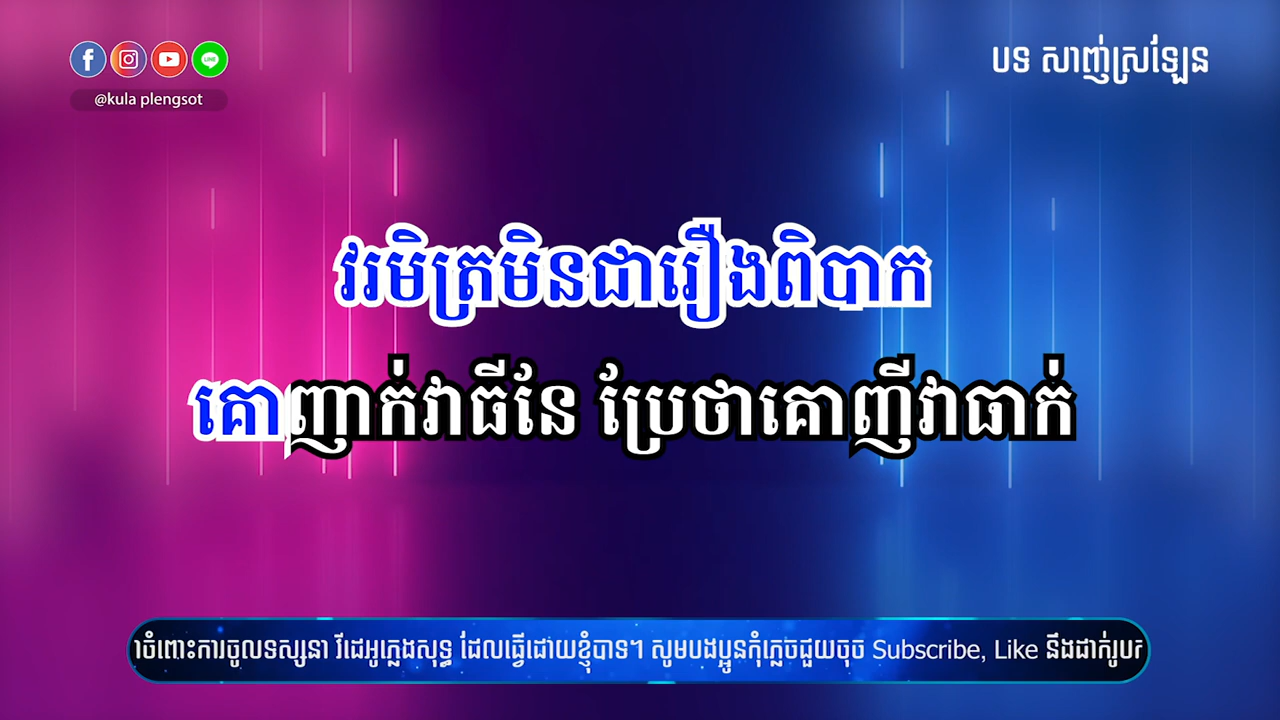 បទ សាញ់ស្រឡែន
@kula plengsot
វរមិត្រមិនជារឿងពិបាក
គោញាក់វាធីនែ ប្រែថាគោញីវាធាក់
ចំពោះការចូលទស្សនា វីដេអូភ្លេងសុទ្ធ ដែលធ្វើដោយខ្ញុំបាទ។ សូមបងប្អូនកុំភ្លេចជួយចុច Subscribe, Like នឹងដាក់រូប